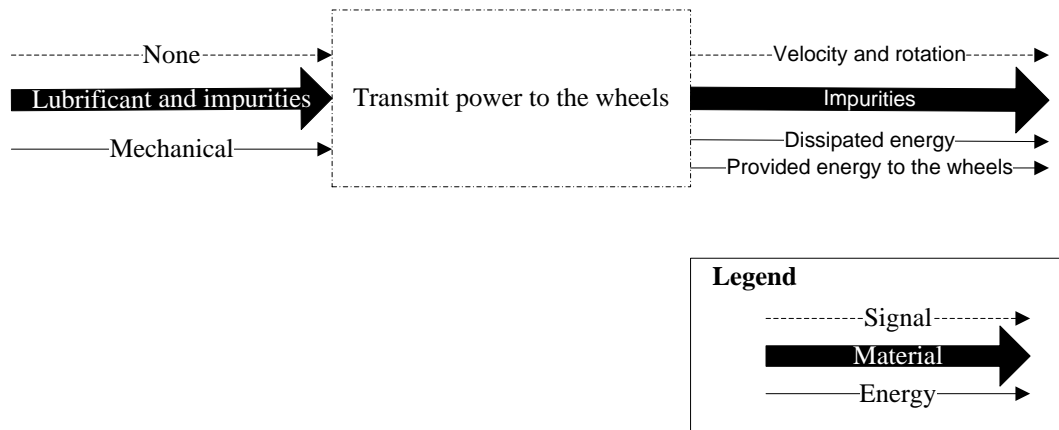 None
Lubrificant and impurities
Mechanical
Transmit power to the wheels
Velocity and rotation
Impurities
Dissipated energy
Provided energy to the wheels
Legend
Signal
Material
Energy